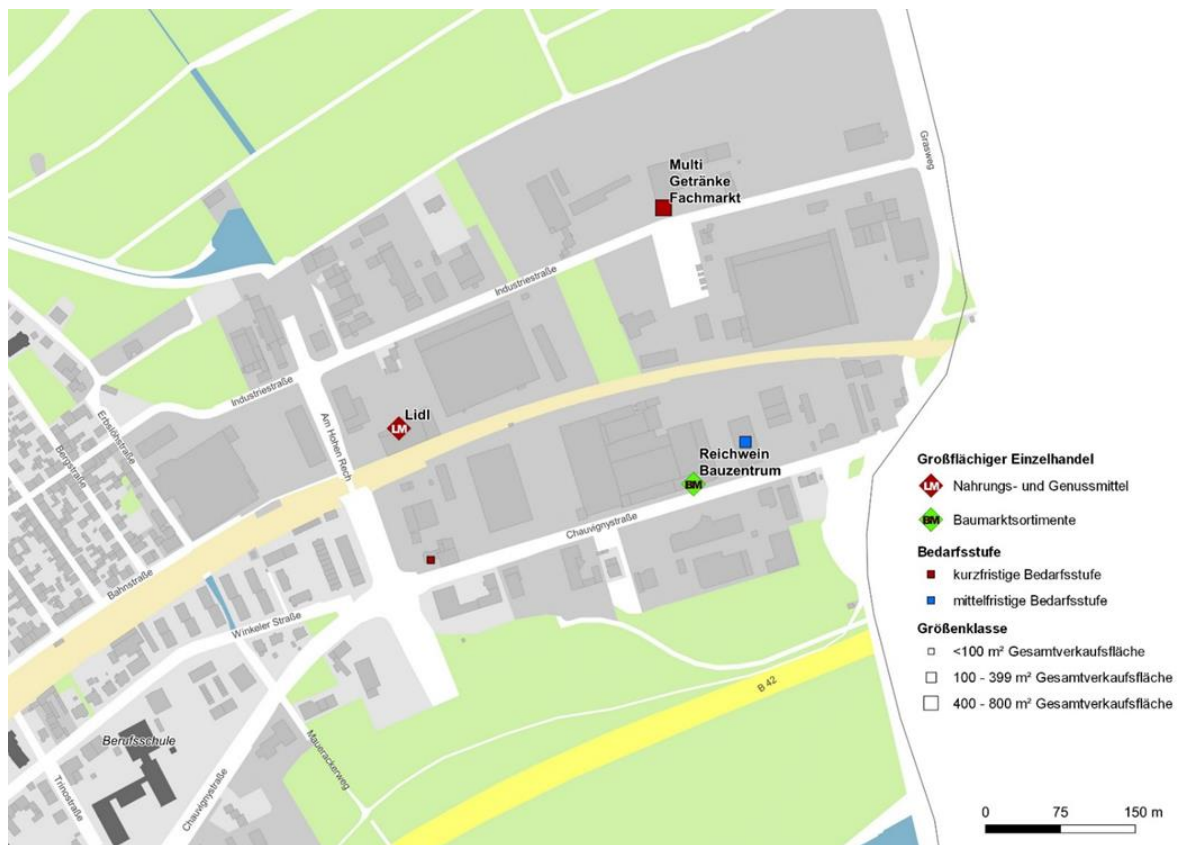 Grasweg
Multi
Getränke
Fachmarkt
Industriestraße
Industriestraße
Lidl
LM
Am Hohen Rech
Erbslöhstraße
Bergstraße
Reichwein
Bauzentrum
BM
Chauvignystraße
Bahnstraße
Winkeler Straße
B 42
Berufsschule
Mauerackerweg
Trinostraße
Chauvignystraße
Großflächiger Einzelhandel
LM Nahrungs- und Genussmittel
BM Baumarktsortimente
Bedarfsstufe
kurzfristige Bedarfsstufe
mittelfristige Bedarfsstufe
Größenklasse
<100 m² Gesamtverkaufsfläche
100 - 399 m² Gesamtverkaufsfläche
400 - 800 m² Gesamtverkaufsfläche
0 75 150 m